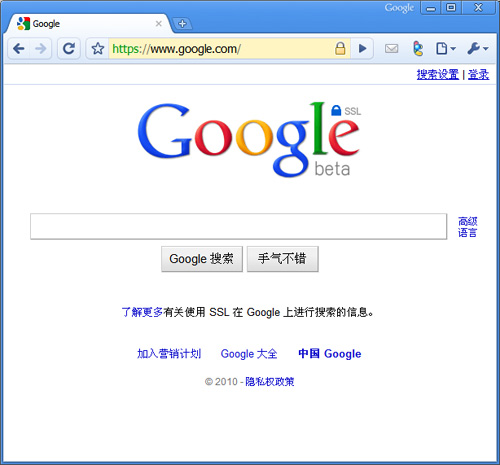 Google
Google
https://www.google.com/
搜索设置 | 登录
Google
SSL
beta
高级
语言
Google 搜索
手气不错
了解更多有关使用 SSL 在 Google 上进行搜索的信息。
加入营销计划 Google 大全 中国 Google
© 2010 - 隐私权政策